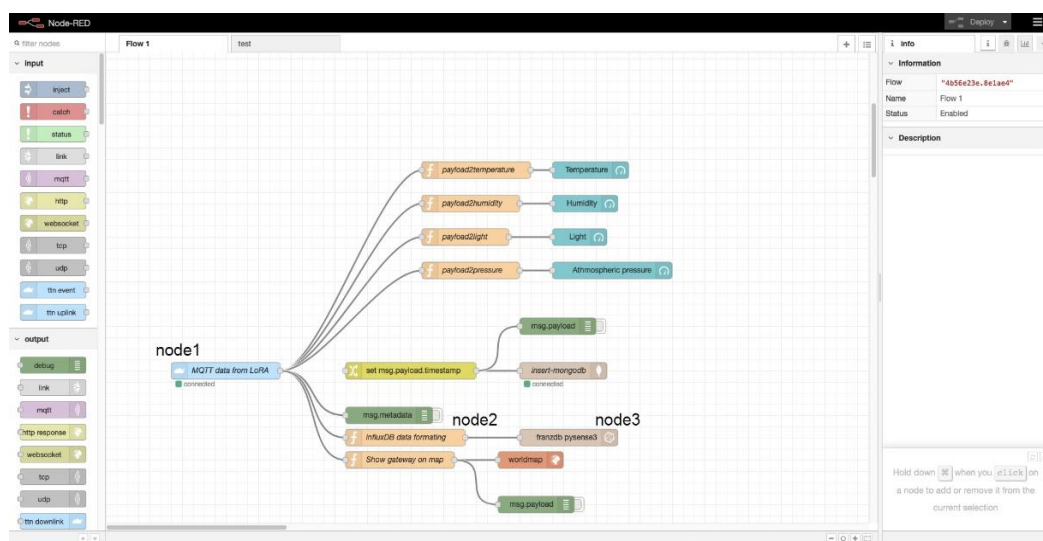 Node-RED
Deploy
filter nodes
Flow 1
test
info
input
inject
catch
status
link
mqtt
http
websocket
tcp
udp
ttn event
ttn uplink
output
debug
link
mqtt
http response
websocket
tcp
udp
ttn downlink
payload2temperature
Temperature
payload2humidity
Humidity
payload2light
Light
payload2pressure
Athmospheric pressure
msg.payload
node1
MQTT data from LoRA
connected
set msg.payload.timestamp
insert-mongodb
connected
msg.metadata
node2
node3
InfluxDB data formating
franzdb pysense3
Show gateway on map
worldmap
msg.payload
Information
Flow "4b56e23e.8e1ae4"
Name Flow 1
Status Enabled
Description
Hold down ⌘ when you click on
a node to add or remove it from the
current selection